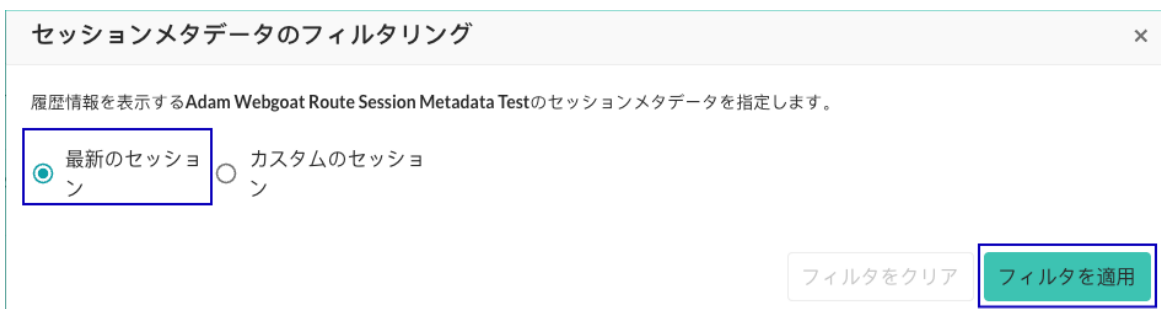 セッションメタデータのフィルタリング
×
履歴情報を表示するAdam Webgoat Route Session Metadata Testのセッションメタデータを指定します。
最新のセッショ
ン
カスタムのセッショ
ン
フィルタをクリア
フィルタを適用